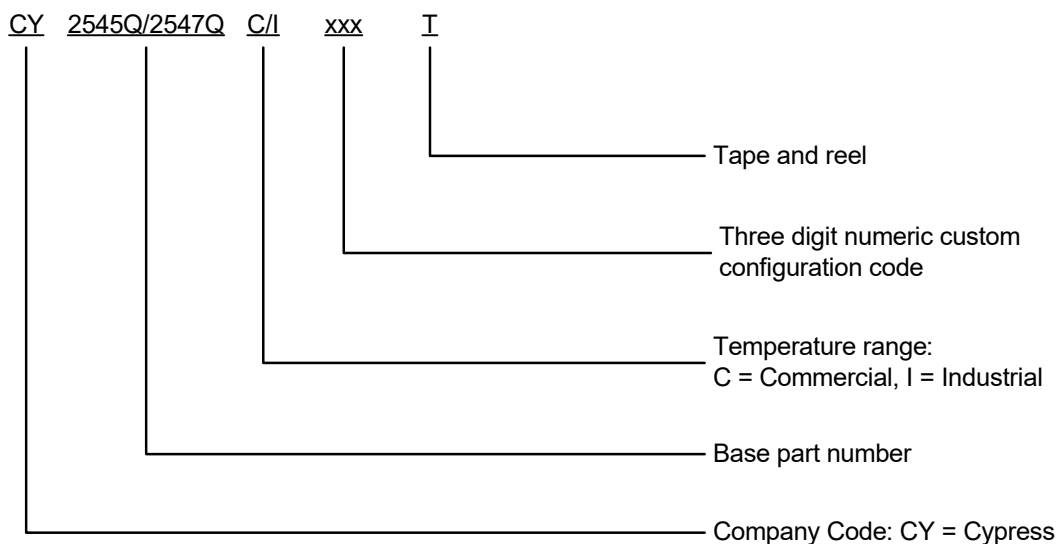 CY 2545Q/2547Q C/I xxx T
Tape and reel
Three digit numeric custom
configuration code
Temperature range:
C = Commercial, I = Industrial
Base part number
Company Code: CY = Cypress